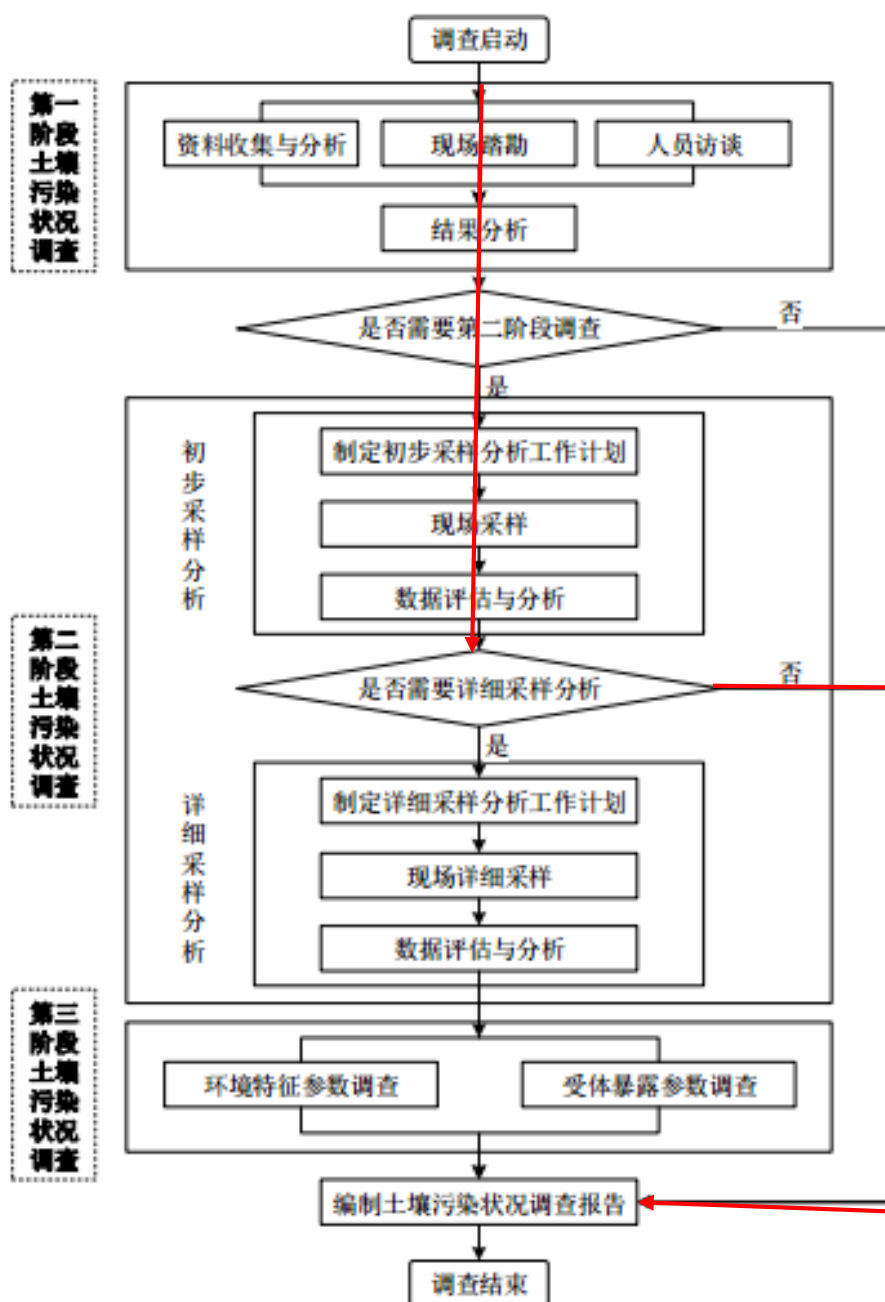 调查启动
第一阶段土壤污染状况调查
资料收集与分析
现场踏勘
人员访谈
结果分析
是否需要第二阶段调查
否
是
第二阶段土壤污染状况调查
初步采样分析
制定初步采样分析工作计划
现场采样
数据评估与分析
是否需要详细采样分析
否
是
详细采样分析
制定详细采样分析工作计划
现场详细采样
数据评估与分析
第三阶段土壤污染状况调查
环境特征参数调查
受体暴露参数调查
编制土壤污染状况调查报告
调查结束